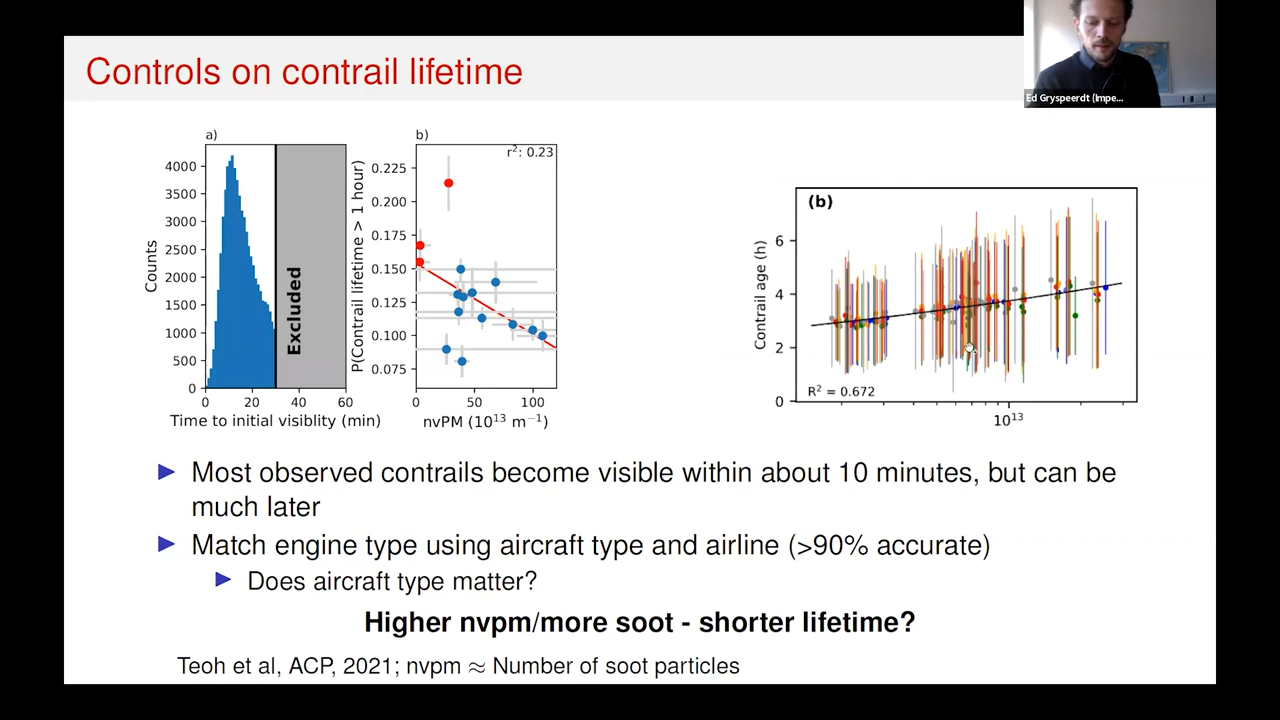 Controls on contrail lifetime
Ed Gryspeerdt (Impe...
a)
4000
3500
3000
2500
2000
1500
1000
500
0
Counts
Excluded
0 20 40 60
Time to initial visiblity (min)
b)
r²: 0.23
0.225
0.200
0.175
0.150
0.125
0.100
0.075
P(Contrail lifetime > 1 hour)
0 50 100
nvPM (10¹³ m⁻¹)
(b)
6
4
2
0
Contrail age (h)
R² = 0.672
10¹³
▶ Most observed contrails become visible within about 10 minutes, but can be
much later
▶ Match engine type using aircraft type and airline (>90% accurate)
▶ Does aircraft type matter?
Higher nvpm/more soot - shorter lifetime?
Teoh et al, ACP, 2021; nvpm ≈ Number of soot particles